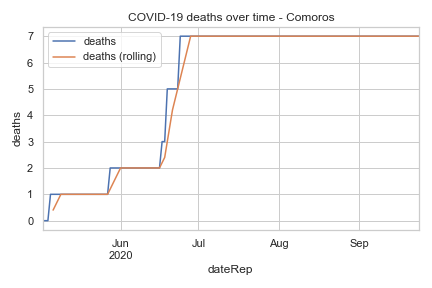 COVID-19 deaths over time - Comoros
deaths
deaths (rolling)
7
6
5
4
3
2
1
0
deaths
Jun
2020
Jul
Aug
Sep
dateRep